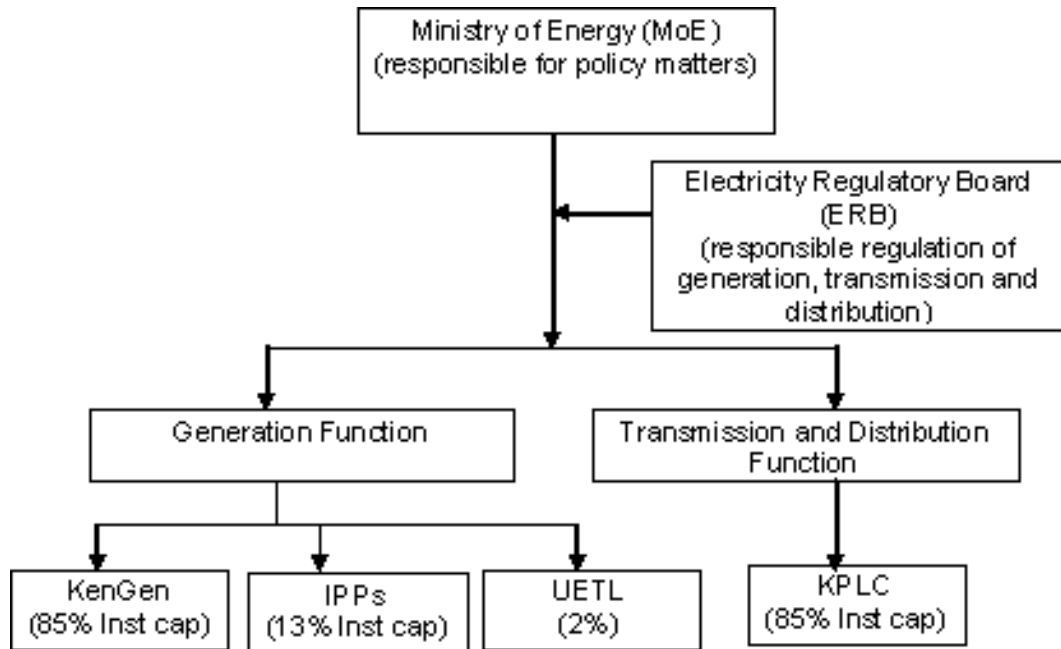 Ministry of Energy (MoE)
(responsible for policy matters)
Electricity Regulatory Board
(ERB)
(responsible regulation of
generation, transmission and
distribution)
Generation Function
Transmission and Distribution
Function
KenGen
(85% Inst cap)
IPPs
(13% Inst cap)
UETL
(2%)
KPLC
(85% Inst cap)